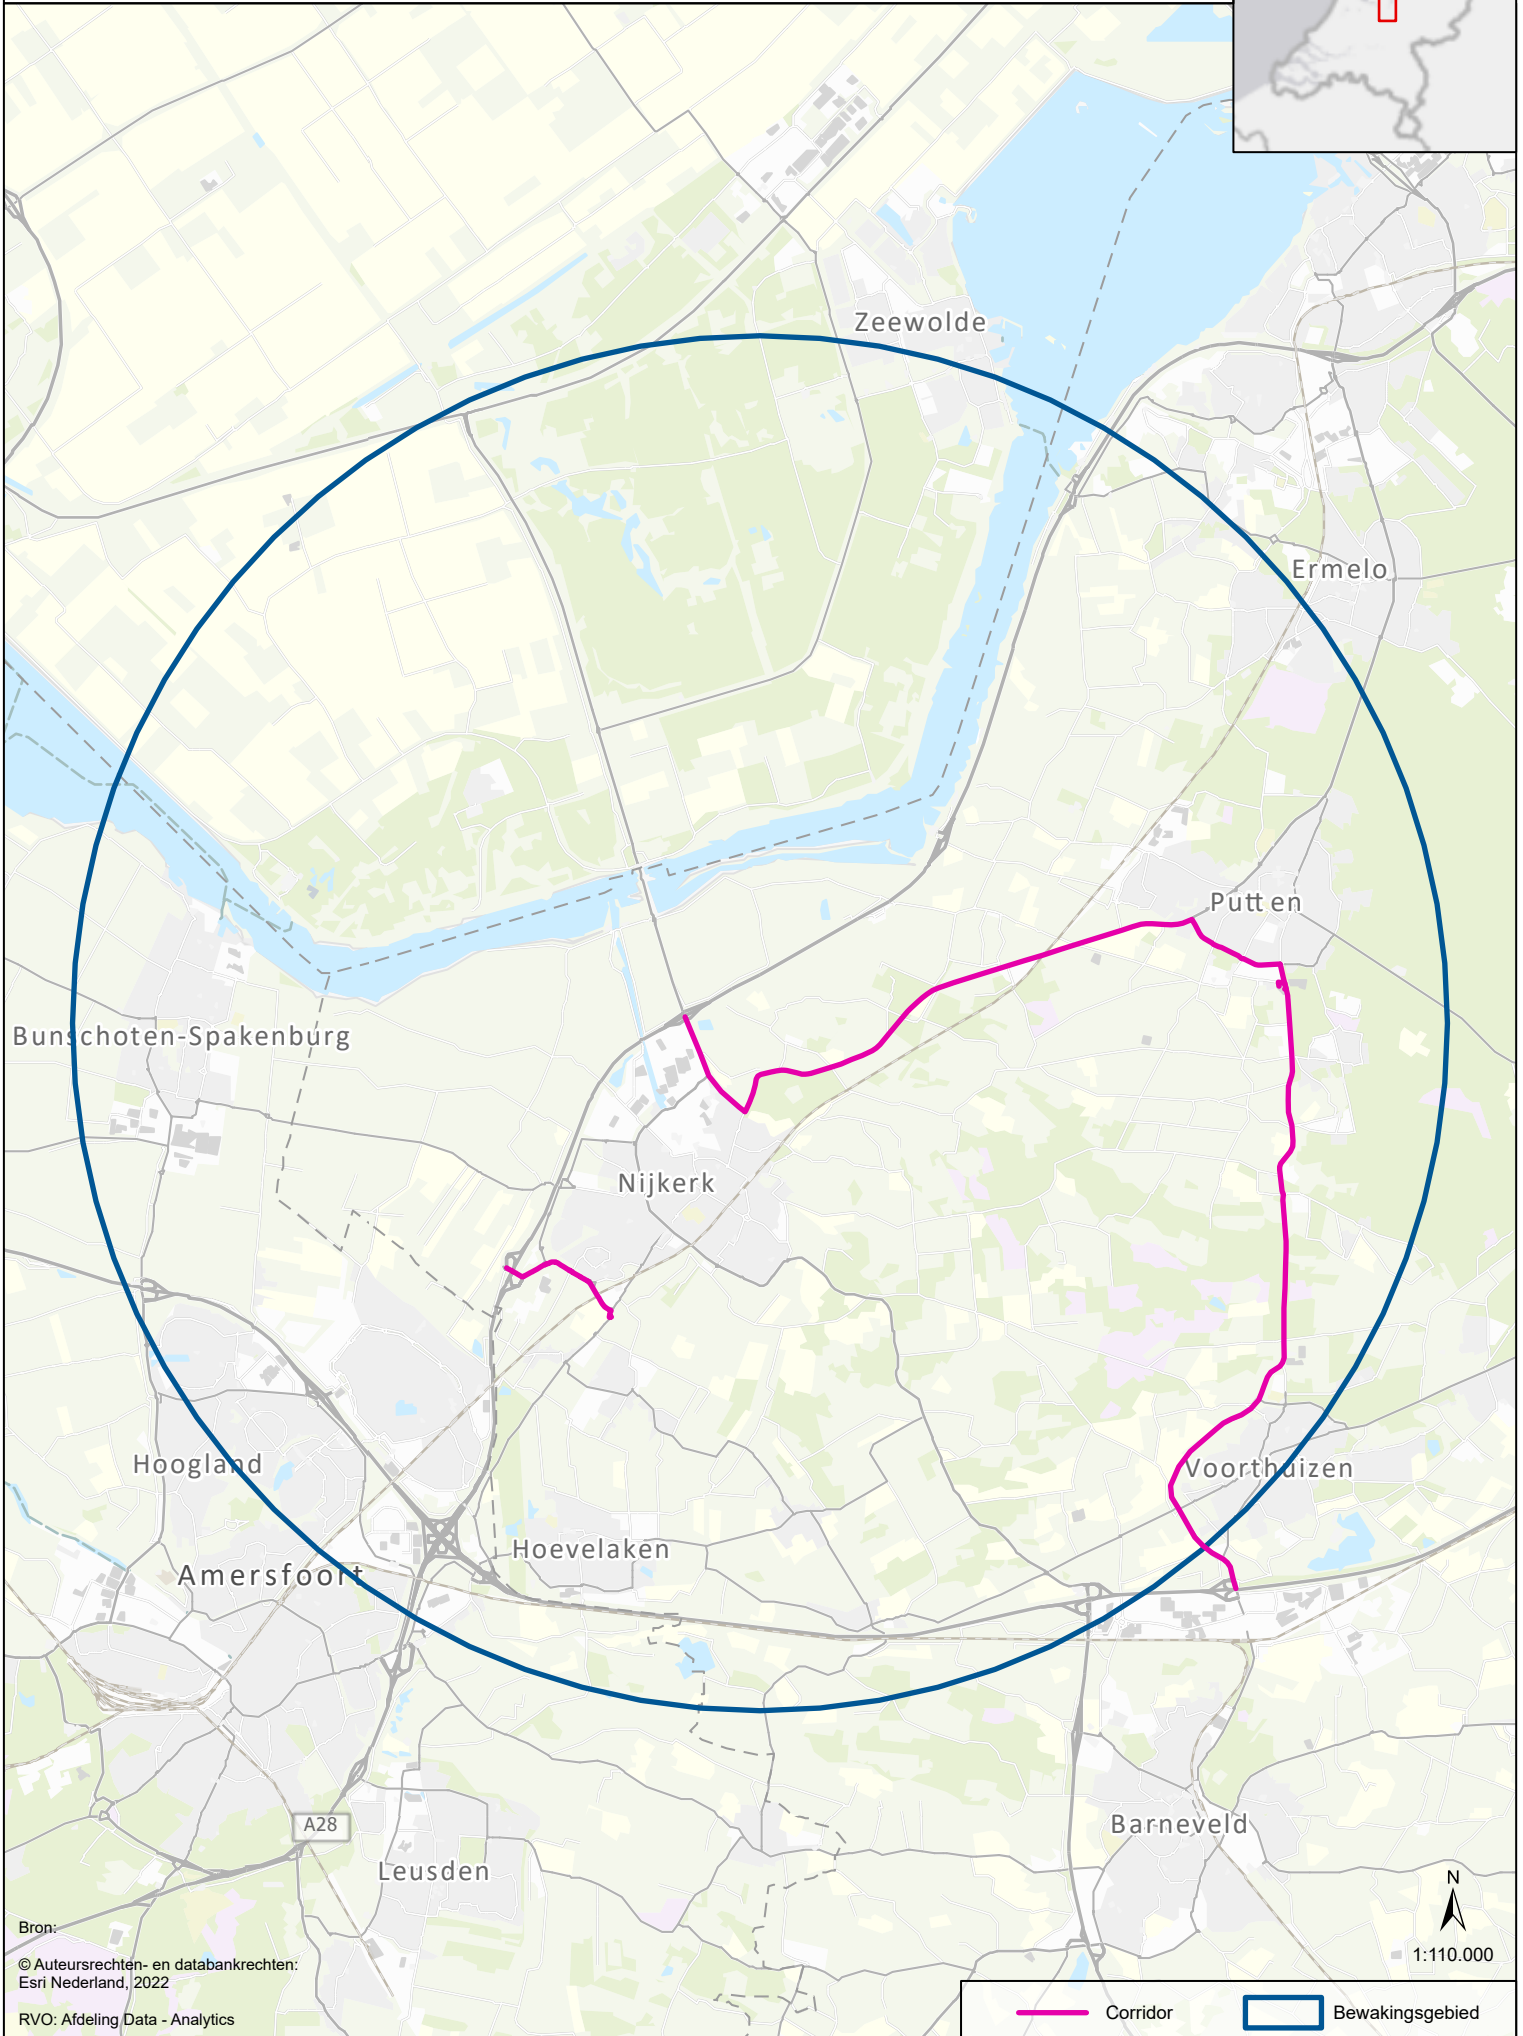 Zeewolde
Ermelo
Putten
Bunschoten-Spakenburg
Nijkerk
Hoogland
Voorthuizen
Hoevelaken
Amersfoort
A28
Barneveld
Leusden
N
1:110.000
Bron:
© Auteursrechten- en databankrechten:
Esri Nederland, 2022
RVO: Afdeling Data - Analytics
Corridor
Bewakingsgebied